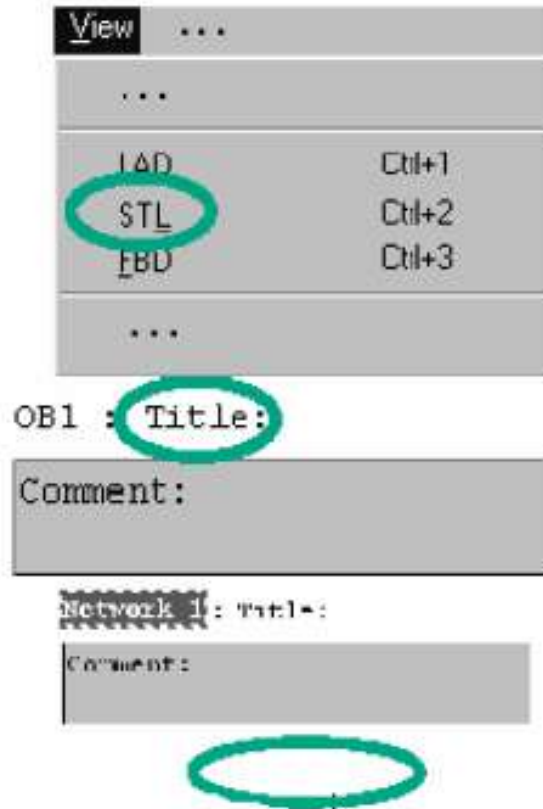 View ...
...
LAD Ctrl+1
STL Ctrl+2
FBD Ctrl+3
...
OB1 : Title:
Comment:
Network 1: Title:
Comment: